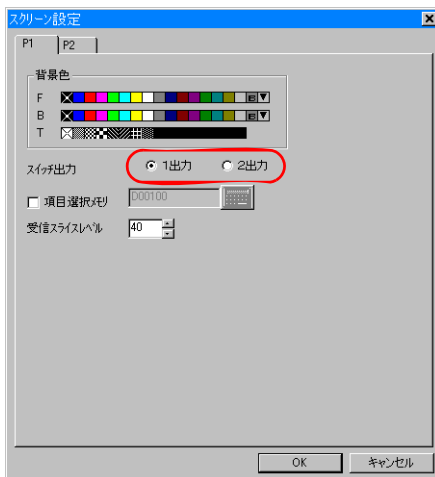 スクリーン設定
P1 P2
背景色
F
B
T
スイッチ出力 1出力 2出力
項目選択メモリ D00100
受信スライスレベル 40
OK キャンセル